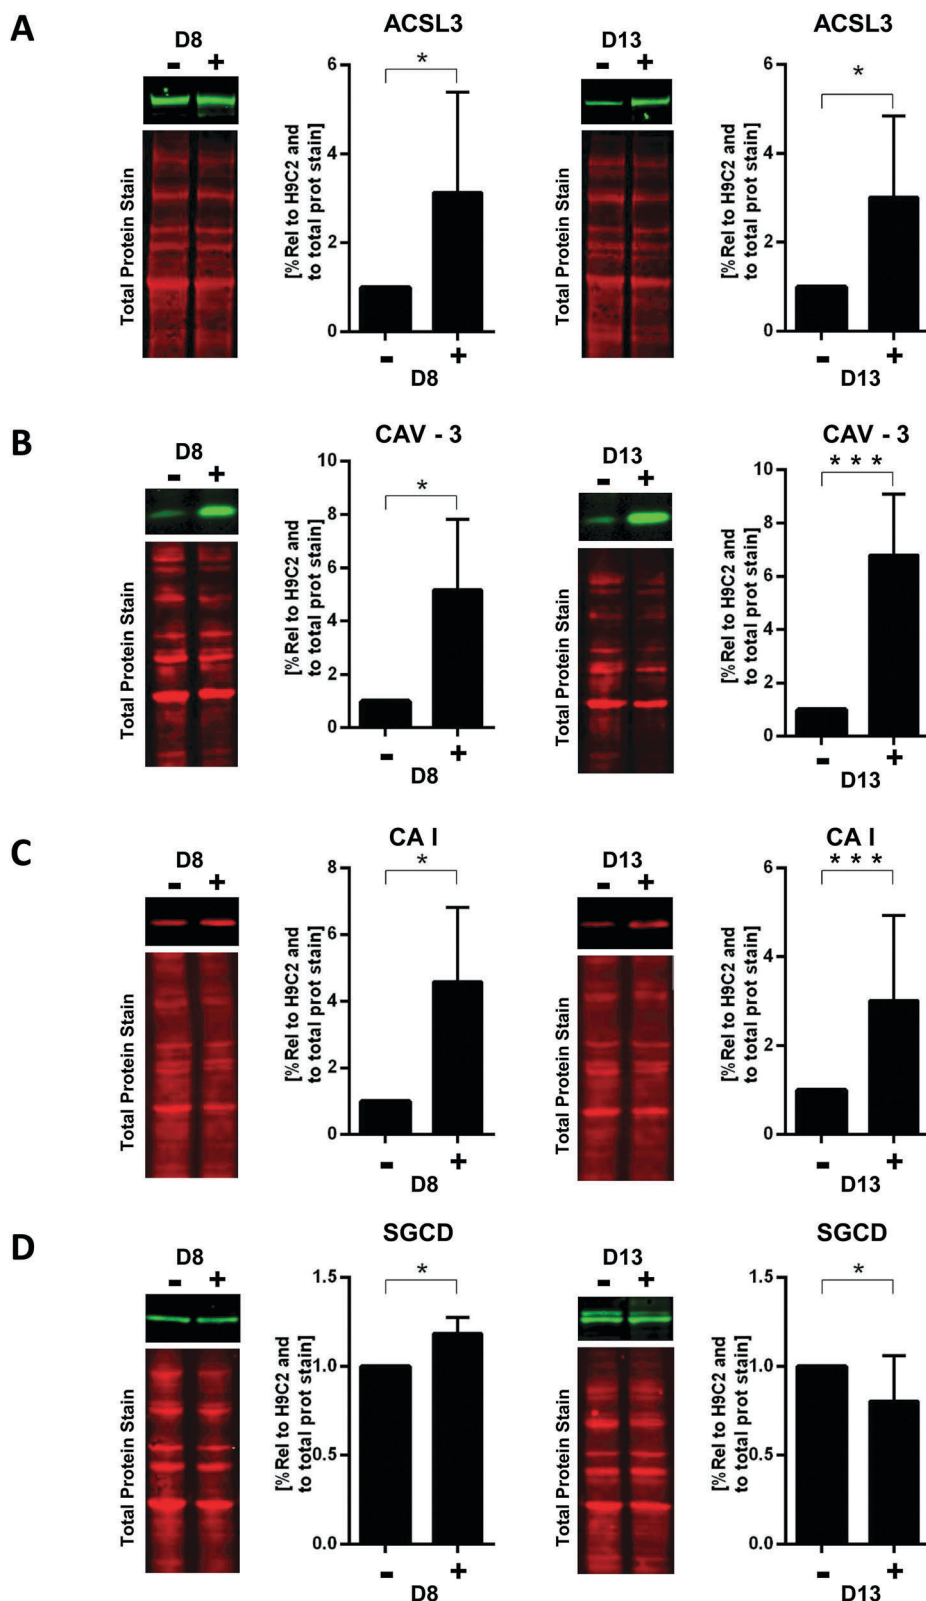 A
D8
- +
Total Protein Stain
ACSL3
[%Rel to H9C2 and
to total prot stain]
6
4
2
0
*
- +
D8
D13
- +
Total Protein Stain
ACSL3
[%Rel to H9C2 and
to total prot stain]
6
4
2
0
*
- +
D13
B
D8
- +
Total Protein Stain
CAV - 3
[%Rel to H9C2 and
to total prot stain]
10
8
6
4
2
0
*
- +
D8
D13
- +
Total Protein Stain
CAV - 3
[%Rel to H9C2 and
to total prot stain]
10
8
6
4
2
0
* * *
- +
D13
C
D8
- +
Total Protein Stain
CA I
[%Rel to H9C2 and
to total prot stain]
8
6
4
2
0
*
- +
D8
D13
- +
Total Protein Stain
CA I
[%Rel to H9C2 and
to total prot stain]
6
4
2
0
* * *
- +
D13
D
D8
- +
Total Protein Stain
SGCD
[%Rel to H9C2 and
to total prot stain]
1.5
1.0
0.5
0.0
*
- +
D8
D13
- +
Total Protein Stain
SGCD
[%Rel to H9C2 and
to total prot stain]
1.5
1.0
0.5
0.0
*
- +
D13